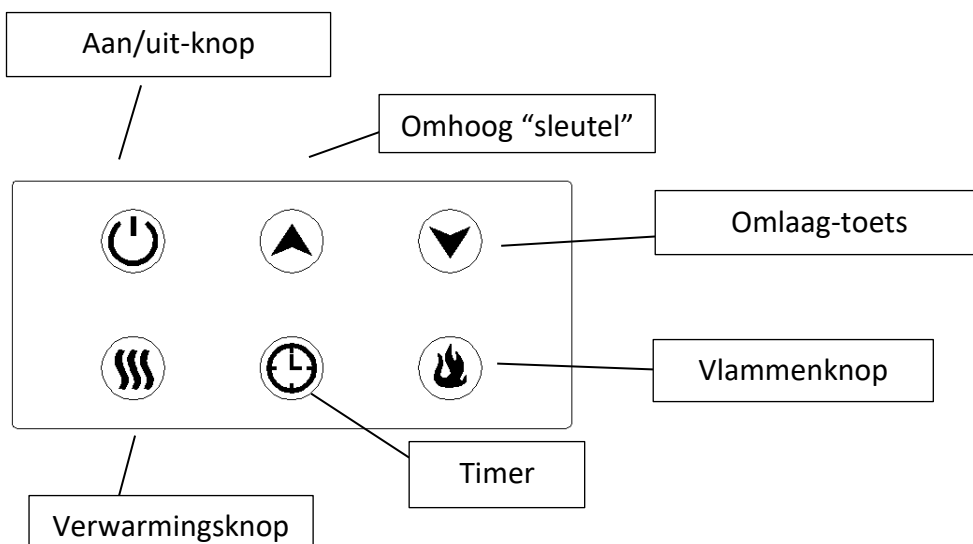 Aan/uit-knop
Omhoog “sleutel”
Omlaag-toets
Vlammenknop
Timer
Verwarmingsknop